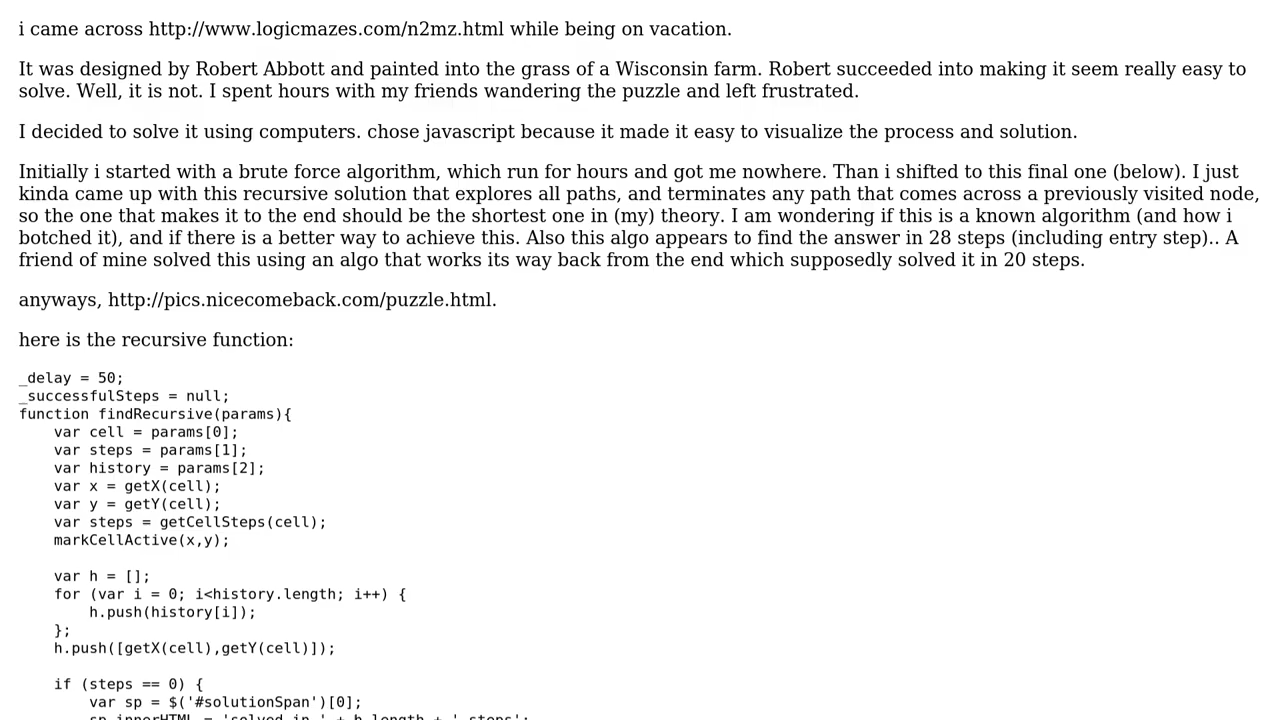 i came across http://www.logicmazes.com/n2mz.html while being on vacation.
It was designed by Robert Abbott and painted into the grass of a Wisconsin farm. Robert succeeded into making it seem really easy to
solve. Well, it is not. I spent hours with my friends wandering the puzzle and left frustrated.
I decided to solve it using computers. chose javascript because it made it easy to visualize the process and solution.
Initially i started with a brute force algorithm, which run for hours and got me nowhere. Than i shifted to this final one (below). I just
kinda came up with this recursive solution that explores all paths, and terminates any path that comes across a previously visited node,
so the one that makes it to the end should be the shortest one in (my) theory. I am wondering if this is a known algorithm (and how i
botched it), and if there is a better way to achieve this. Also this algo appears to find the answer in 28 steps (including entry step).. A
friend of mine solved this using an algo that works its way back from the end which supposedly solved it in 20 steps.
anyways, http://pics.nicecomeback.com/puzzle.html.
here is the recursive function:
_delay = 50;
_successfulSteps = null;
function findRecursive(params){
    var cell = params[0];
    var steps = params[1];
    var history = params[2];
    var x = getX(cell);
    var y = getY(cell);
    var steps = getCellSteps(cell);
    markCellActive(x,y);
    var h = [];
    for (var i = 0; i<history.length; i++) {
        h.push(history[i]);
    };
    h.push([getX(cell),getY(cell)]);
    if (steps == 0) {
        var sp = $('#solutionSpan')[0];
        sp.innerHTML = 'solved in ' + h.length + ' steps';